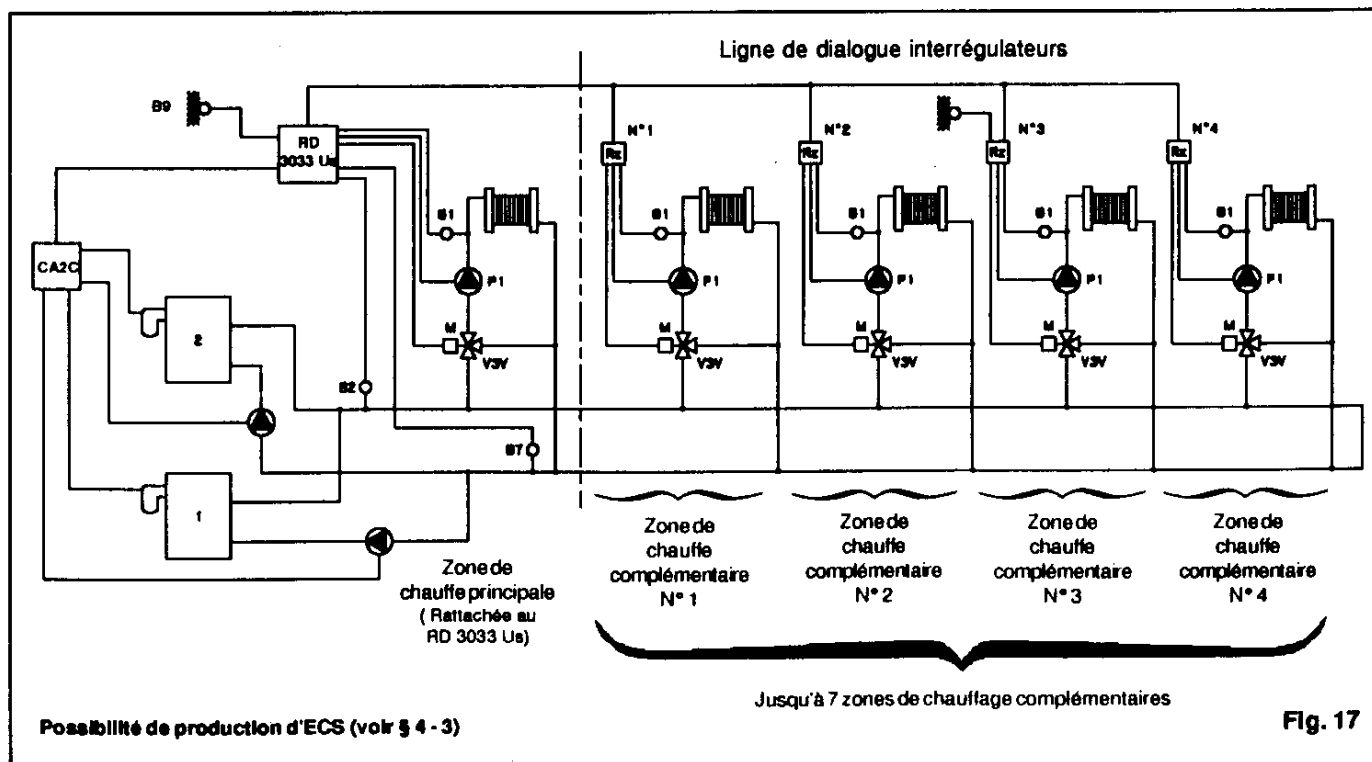 Ligne de dialogue interrégulateurs
B9
RD
3033 Us
N°1
N°2
N°3
N°4
Rz
Rz
Rz
Rz
B1
B1
B1
B1
B1
CA2C
P1
P1
P1
P1
P1
2
M
M
M
M
M
V3V
V3V
V3V
V3V
V3V
B2
B7
1
Zone de
chauffe principale
( Rattachée au
RD 3033 Us)
Zone de
chauffe
complémentaire
N° 1
Zone de
chauffe
complémentaire
N° 2
Zone de
chauffe
complémentaire
N° 3
Zone de
chauffe
complémentaire
N° 4
Jusqu'à 7 zones de chauffage complémentaires
Possibilité de production d'ECS (voir § 4 - 3)
Fig. 17